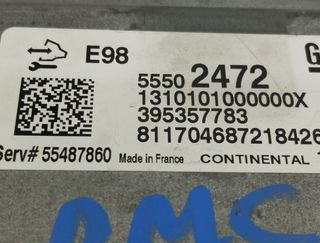 E98
5550 2472
1310101000000X
395357783
811704687218426
Serv# 55487860 Made in France CONTINENTAL